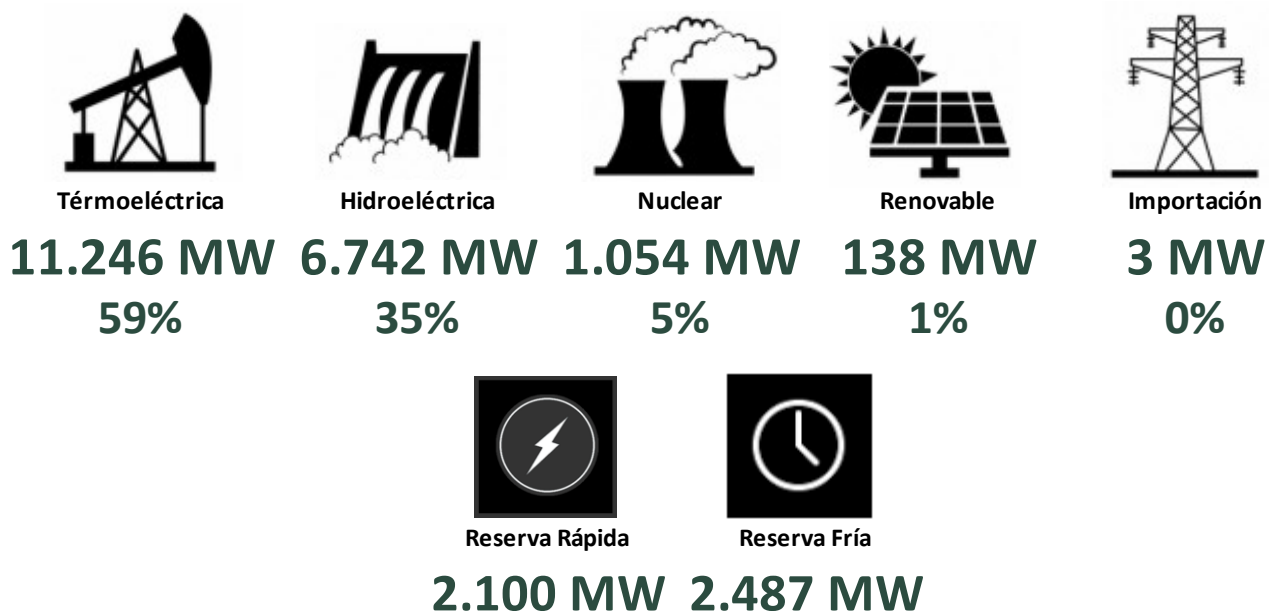 Térmoeléctrica Hidroeléctrica Nuclear Renovable Importación
11.246 MW 6.742 MW 1.054 MW 138 MW 3 MW
59% 35% 5% 1% 0%
Reserva Rápida Reserva Fría
2.100 MW 2.487 MW